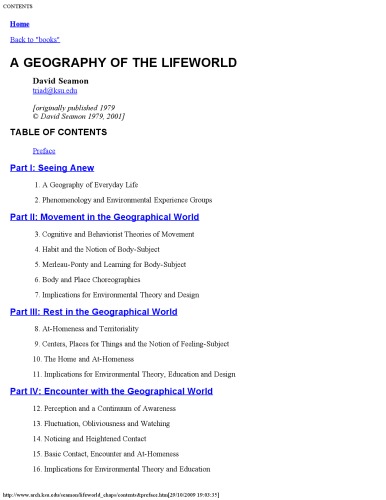 CONTENTS
Home
Back to "books"
A GEOGRAPHY OF THE LIFEWORLD
David Seamon
triad@ksu.edu
[originally published 1979
© David Seamon 1979, 2001]
TABLE OF CONTENTS
Preface
Part I: Seeing Anew
1. A Geography of Everyday Life
2. Phenomenology and Environmental Experience Groups
Part II: Movement in the Geographical World
3. Cognitive and Behaviorist Theories of Movement
4. Habit and the Notion of Body-Subject
5. Merleau-Ponty and Learning for Body-Subject
6. Body and Place Choreographies
7. Implications for Environmental Theory and Design
Part III: Rest in the Geographical World
8. At-Homeness and Territoriality
9. Centers, Places for Things and the Notion of Feeling-Subject
10. The Home and At-Homeness
11. Implications for Environmental Theory, Education and Design
Part IV: Encounter with the Geographical World
12. Perception and a Continuum of Awareness
13. Fluctuation, Obliviousness and Watching
14. Noticing and Heightened Contact
15. Basic Contact, Encounter and At-Homeness
16. Implications for Environmental Theory and Education
http://www.arch.ksu.edu/seamon/lifeworld_chaps/contents&preface.htm[29/10/2009 19:03:35]